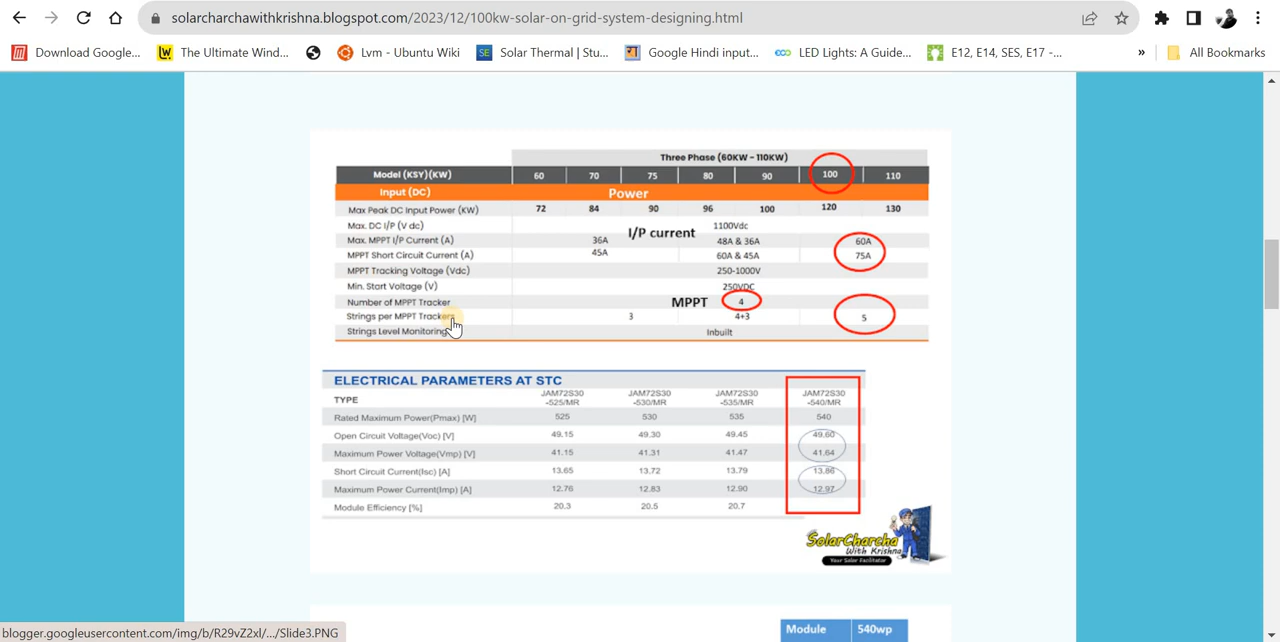 solarcharchawithkrishna.blogspot.com/2023/12/100kw-solar-on-grid-system-designing.html
Download Google... The Ultimate Wind... Lvm - Ubuntu Wiki Solar Thermal | Stu... Google Hindi input... LED Lights: A Guide... E12, E14, SES, E17 -... » All Bookmarks
Three Phase (60KW - 110KW)
Model (KSY)(KW) 60 70 75 80 90 100 110
Input (DC) Power
Max Peak DC Input Power (KW) 72 84 90 96 100 120 130
Max. DC I/P (V dc) 1100Vdc
I/P current
Max. MPPT I/P Current (A) 36A 48A & 36A 60A
MPPT Short Circuit Current (A) 45A 60A & 45A 75A
MPPT Tracking Voltage (Vdc) 250-1000V
Min. Start Voltage (V) 250VDC
Number of MPPT Tracker MPPT 4
Strings per MPPT Trackers 3 4+3 5
Strings Level Monitoring Inbuilt
ELECTRICAL PARAMETERS AT STC
TYPE JAM72S30 -525/MR JAM72S30 -530/MR JAM72S30 -535/MR JAM72S30 -540/MR
Rated Maximum Power(Pmax) [W] 525 530 535 540
Open Circuit Voltage(Voc) [V] 49.15 49.30 49.45 49.60
Maximum Power Voltage(Vmp) [V] 41.15 41.31 41.47 41.64
Short Circuit Current(Isc) [A] 13.65 13.72 13.79 13.86
Maximum Power Current(Imp) [A] 12.76 12.83 12.90 12.97
Module Efficiency [%] 20.3 20.5 20.7
SolarCharcha
With Krishna
Your Solar Facilitator
Module 540wp
blogger.googleusercontent.com/img/b/R29vZ2xl/.../Slide3.PNG